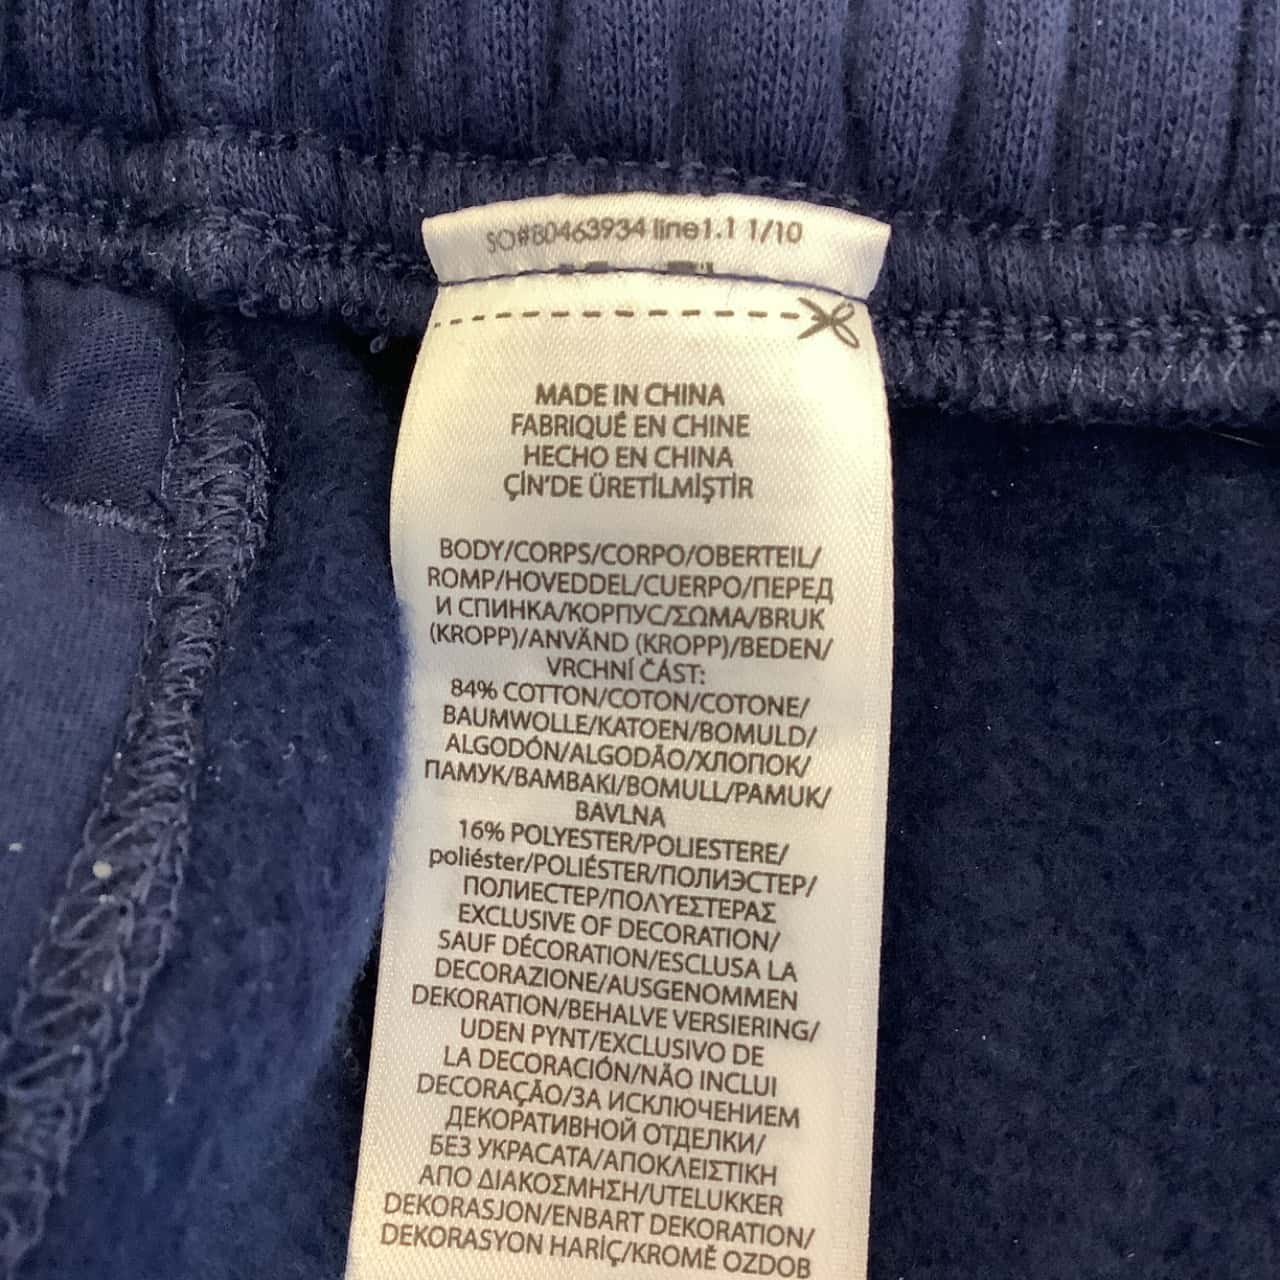 SO#80463934 line1.1 1/10
MADE IN CHINA
FABRIQUÉ EN CHINE
HECHO EN CHINA
ÇİN'DE ÜRETİLMİŞTİR
BODY/CORPS/CORPO/OBERTEIL/
ROMP/HOVEDDEL/CUERPO/ПЕРЕД
И СПИНКА/КОРПУС/ΣΩΜΑ/BRUK
(KROPP)/ANVÄND (KROPP)/BEDEN/
VRCHNÍ ČÁST:
84% COTTON/COTON/COTONE/
BAUMWOLLE/KATOEN/BOMULD/
ALGODÓN/ALGODÃO/ХЛОПОК/
ПАМУК/BAMBAKI/BOMULL/PAMUK/
BAVLNA
16% POLYESTER/POLIESTERE/
poliéster/POLIÉSTER/ПОЛИЭСТЕР/
ПОЛИЕСТЕР/ΠΟΛΥΕΣΤΕΡΑΣ
EXCLUSIVE OF DECORATION/
SAUF DÉCORATION/ESCLUSA LA
DECORAZIONE/AUSGENOMMEN
DEKORATION/BEHALVE VERSIERING/
UDEN PYNT/EXCLUSIVO DE
LA DECORACIÓN/NÃO INCLUI
DECORAÇÃO/ЗА ИСКЛЮЧЕНИЕМ
ДЕКОРАТИВНОЙ ОТДЕЛКИ/
БЕЗ УКРАСАТА/ΑΠΟΚΛΕΙΣΤΙΚΗ
ΑΠΟ ΔΙΑΚΟΣΜΗΣΗ/UTELUKKER
DEKORASJON/ENBART DEKORATION/
DEKORASYON HARİÇ/KROMĚ OZDOB